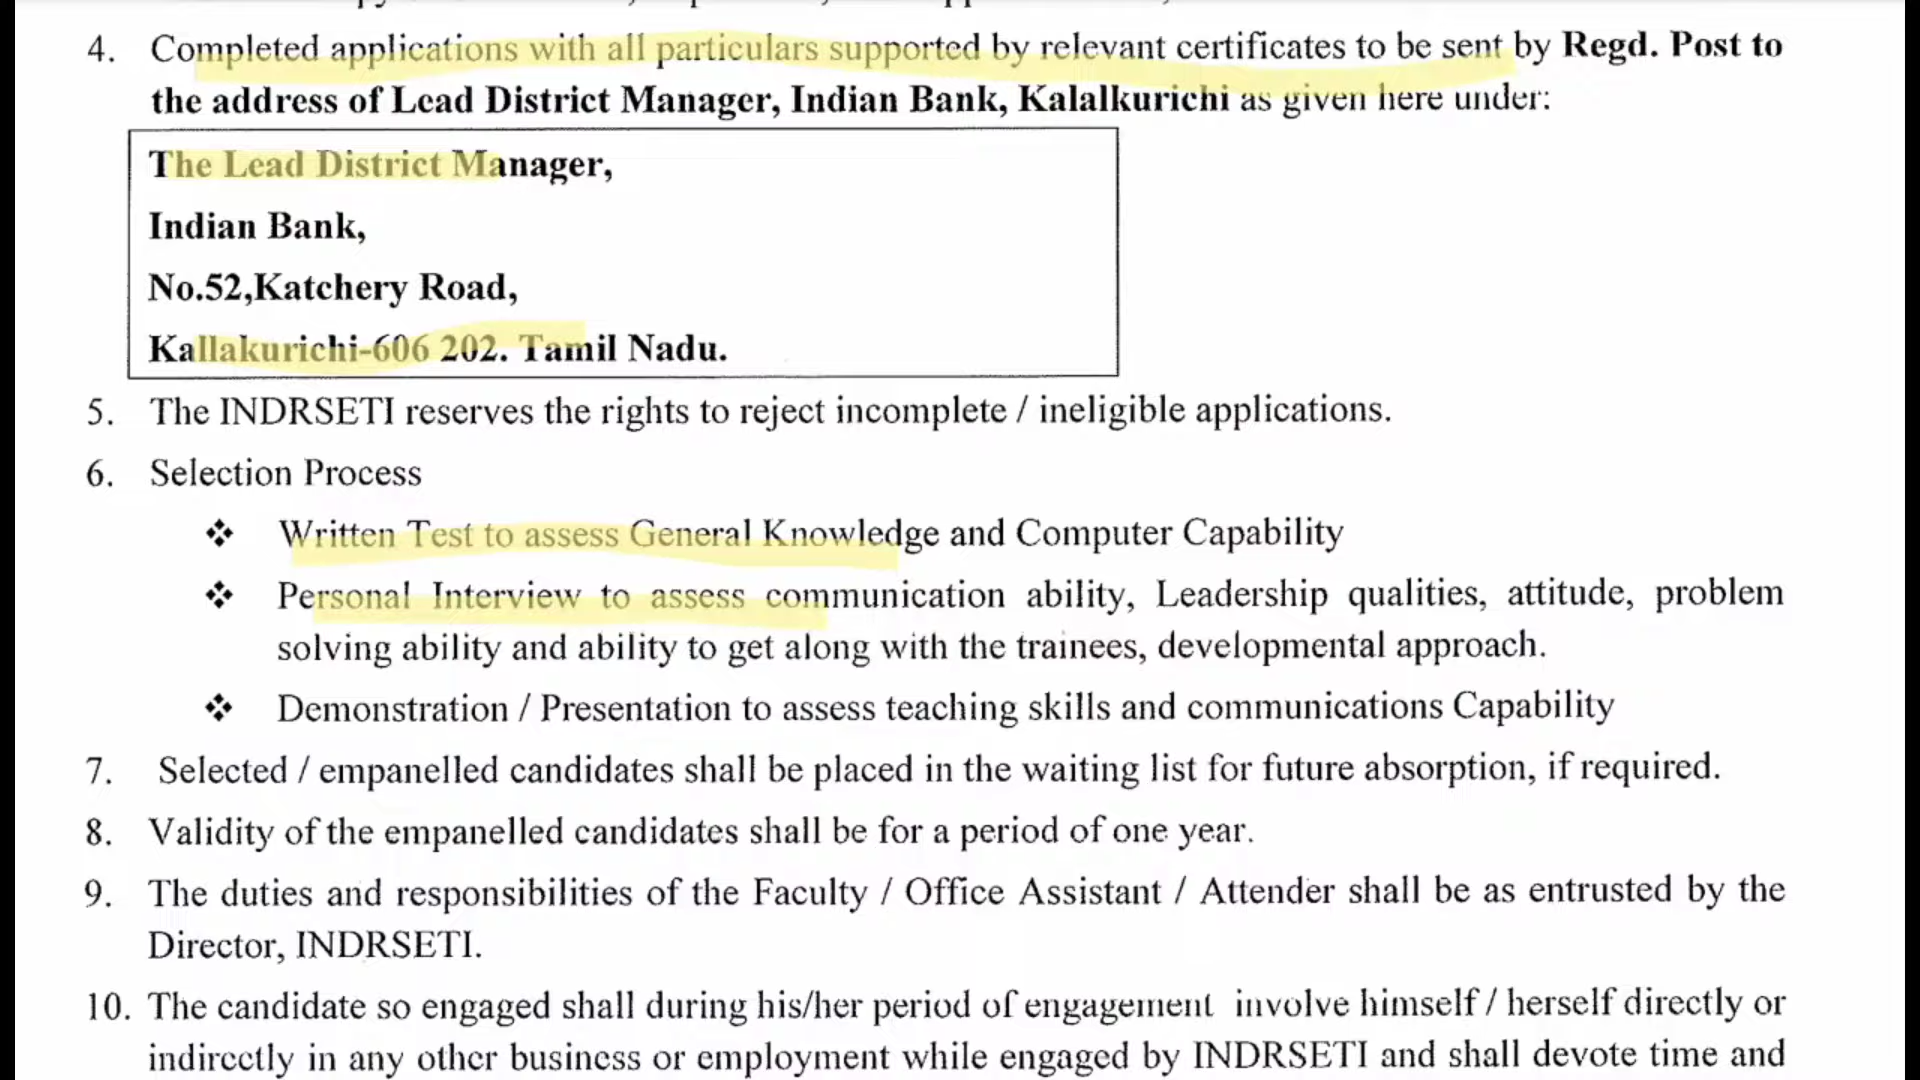 4. Completed applications with all particulars supported by relevant certificates to be sent by Regd. Post to
the address of Lead District Manager, Indian Bank, Kalalkurichi as given here under:
The Lead District Manager,
Indian Bank,
No.52,Katchery Road,
Kallakurichi-606 202. Tamil Nadu.
5. The INDRSETI reserves the rights to reject incomplete / ineligible applications.
6. Selection Process
❖ Written Test to assess General Knowledge and Computer Capability
❖ Personal Interview to assess communication ability, Leadership qualities, attitude, problem
solving ability and ability to get along with the trainees, developmental approach.
❖ Demonstration / Presentation to assess teaching skills and communications Capability
7. Selected / empanelled candidates shall be placed in the waiting list for future absorption, if required.
8. Validity of the empanelled candidates shall be for a period of one year.
9. The duties and responsibilities of the Faculty / Office Assistant / Attender shall be as entrusted by the
Director, INDRSETI.
10. The candidate so engaged shall during his/her period of engagement involve himself / herself directly or
indirectly in any other business or employment while engaged by INDRSETI and shall devote time and